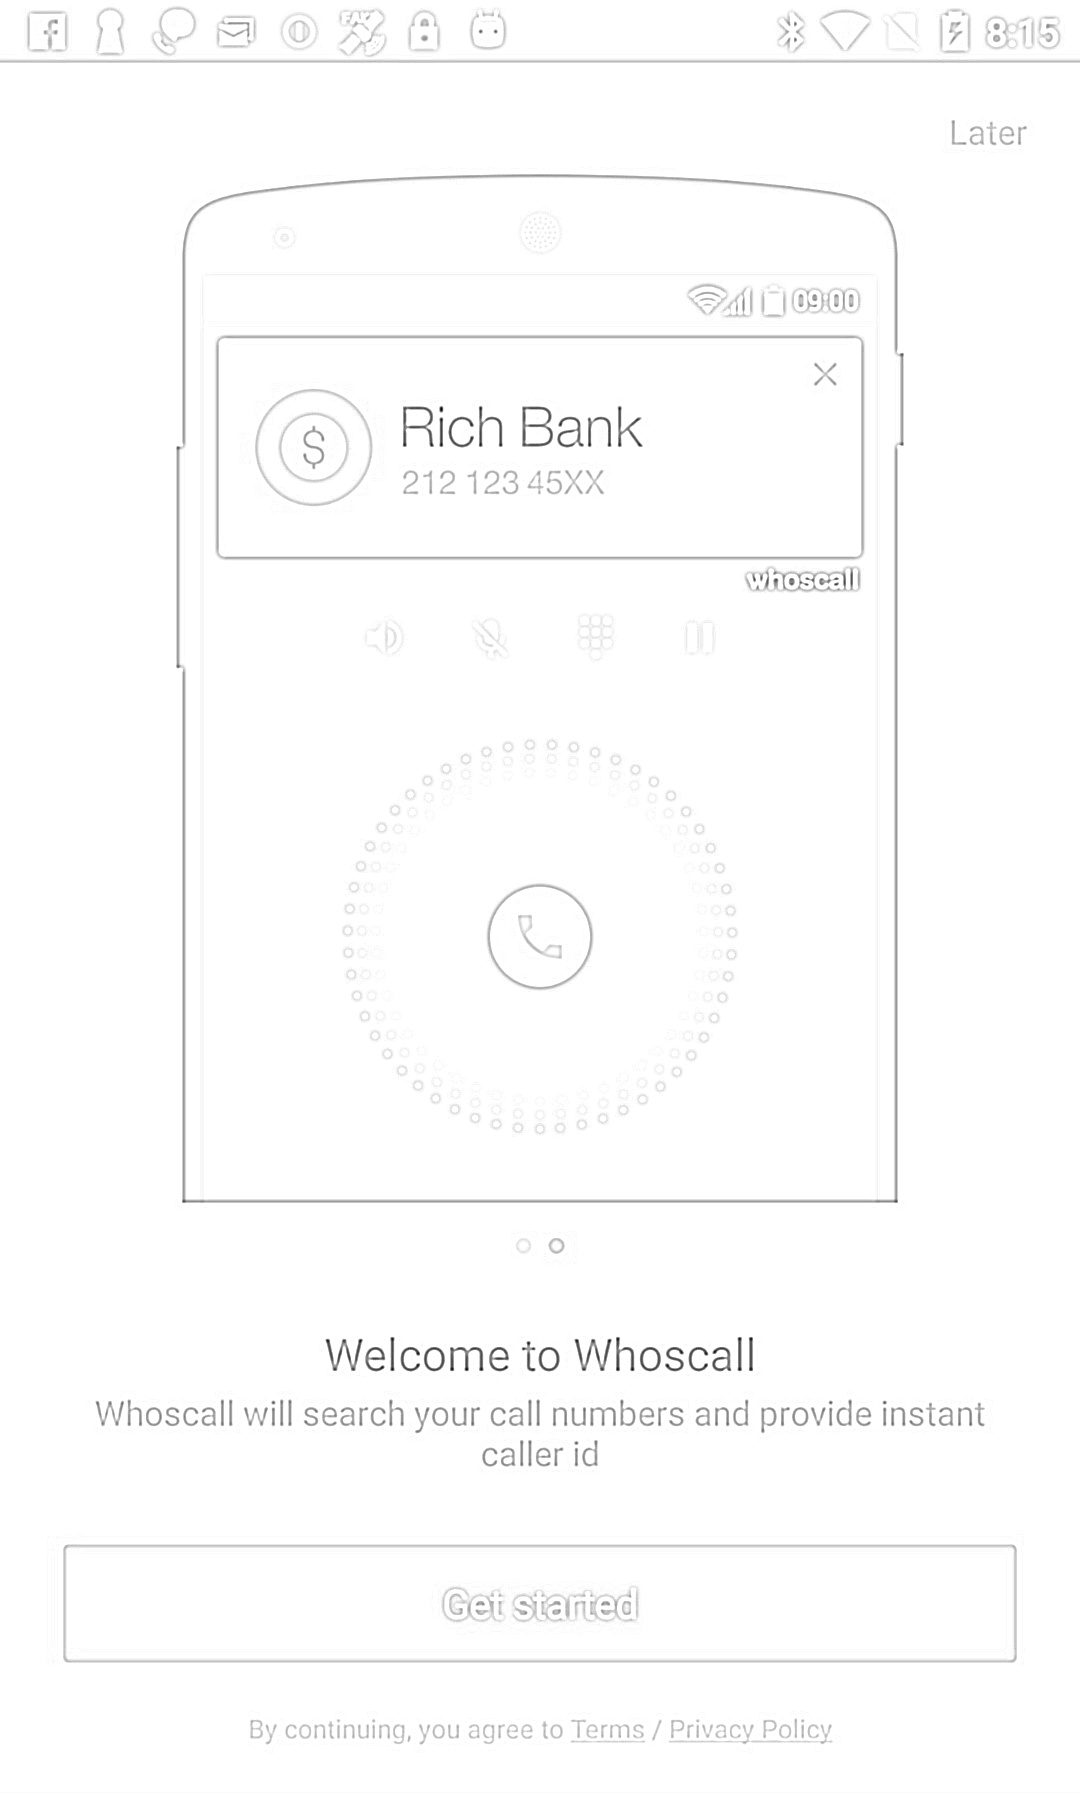 FAV
8:15
Later
09:00
Rich Bank
212 123 45XX
whoscall
Welcome to Whoscall
Whoscall will search your call numbers and provide instant
caller id
Get started
By continuing, you agree to Terms / Privacy Policy